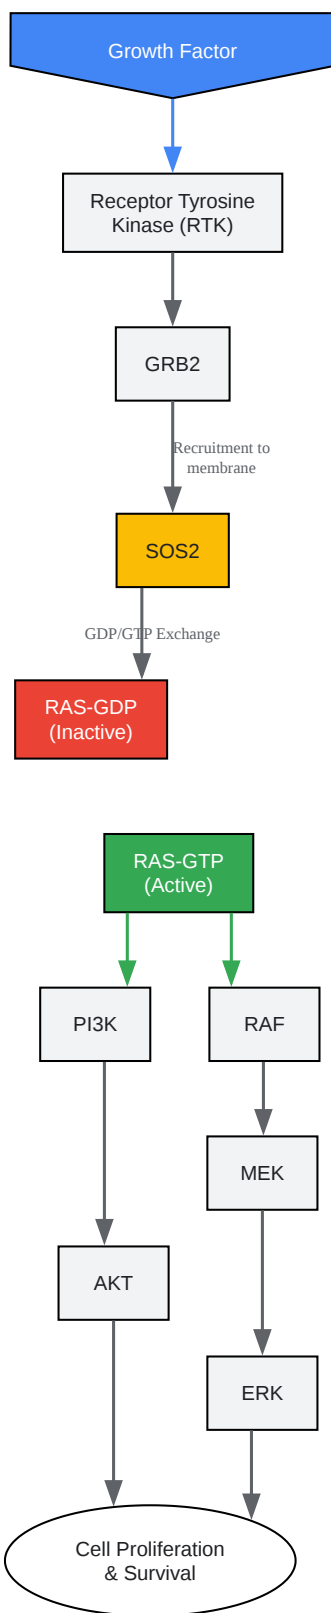 Growth Factor
Receptor Tyrosine
Kinase (RTK)
GRB2
Recruitment to
membrane
SOS2
GDP/GTP Exchange
RAS-GDP
(Inactive)
RAS-GTP
(Active)
PI3K
RAF
MEK
AKT
ERK
Cell Proliferation
& Survival